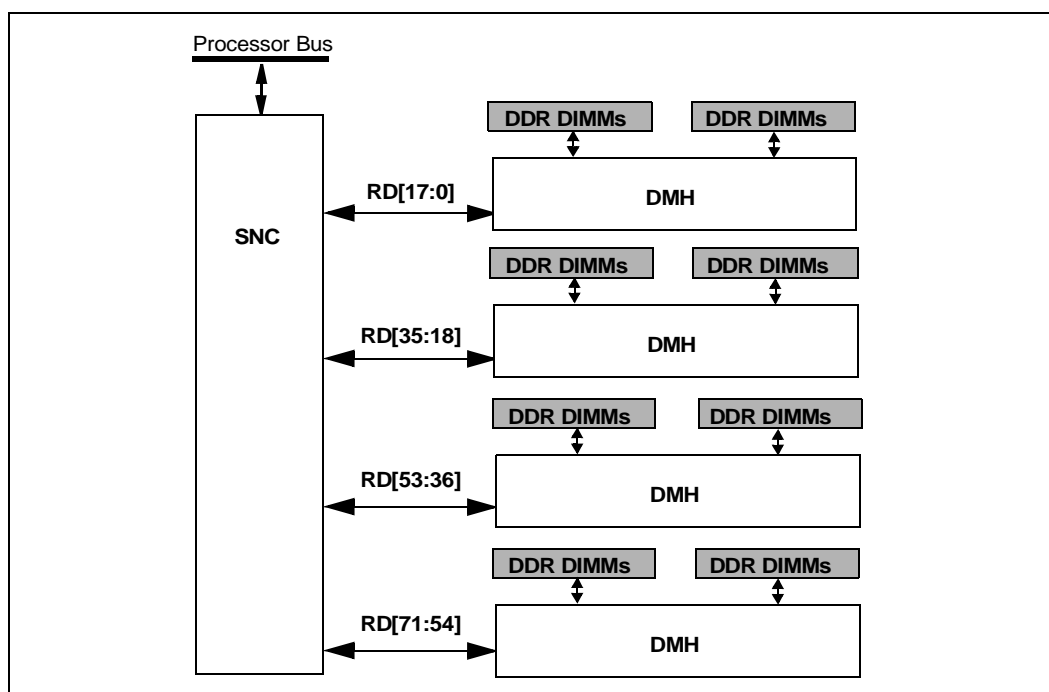 Processor Bus
DDR DIMMs DDR DIMMs
RD[17:0]
DMH
SNC
DDR DIMMs DDR DIMMs
RD[35:18]
DMH
DDR DIMMs DDR DIMMs
RD[53:36]
DMH
DDR DIMMs DDR DIMMs
RD[71:54]
DMH